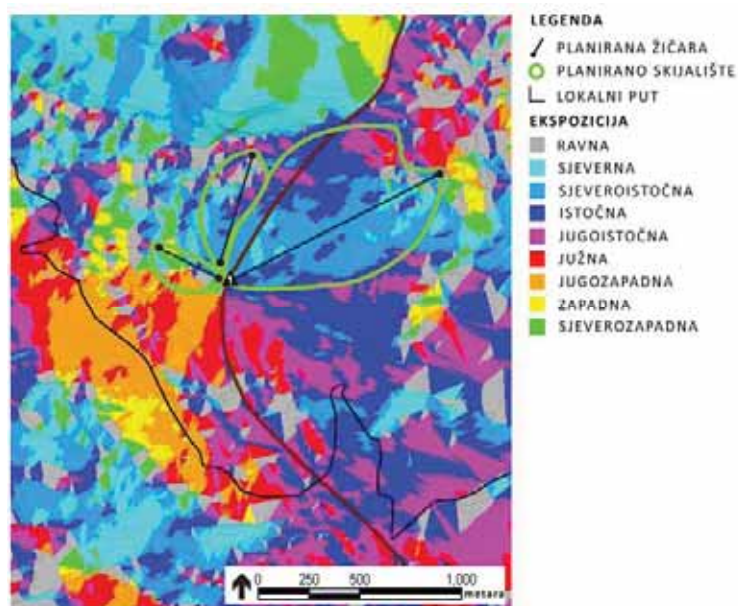 LEGENDA
PLANIRANA ŽIČARA
PLANIRANO SKIJALIŠTE
LOKALNI PUT
EKSPOZICIJA
RAVNA
SJEVERNA
SJEVEROISTOČNA
ISTOČNA
JUGOISTOČNA
JUŽNA
JUGOZAPADNA
ZAPADNA
SJEVEROZAPADNA
0 250 500 1,000
metara